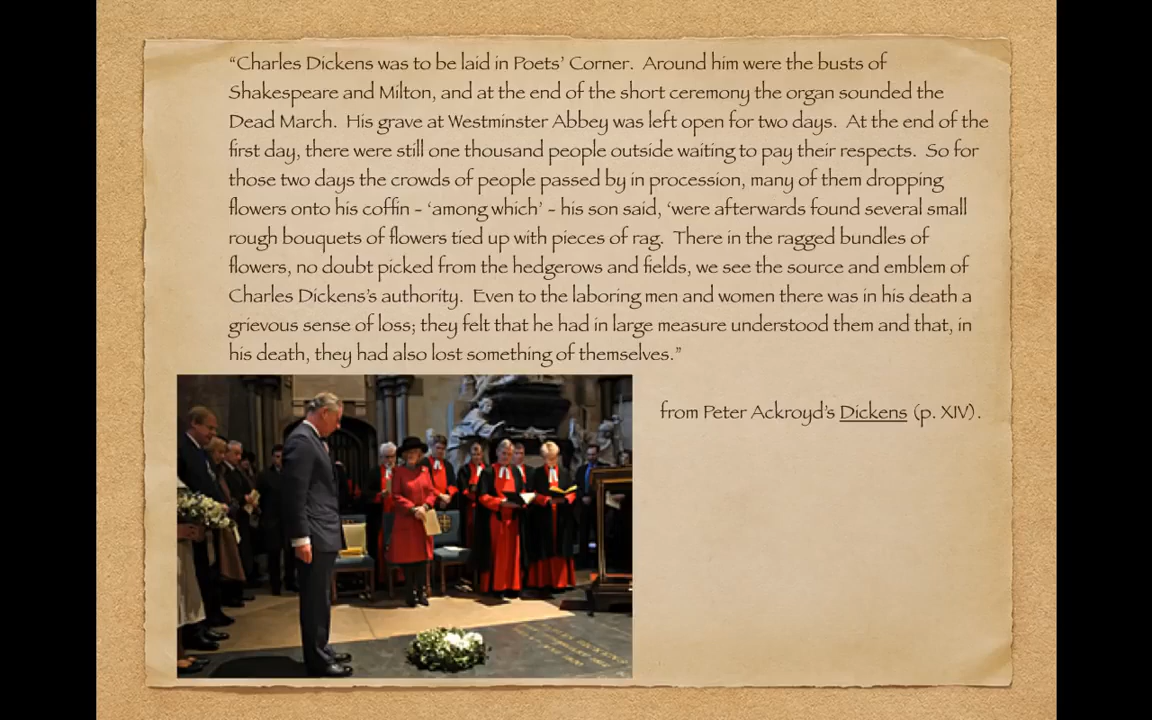 “Charles Dickens was to be laid in Poets’ Corner. Around him were the busts of
Shakespeare and Milton, and at the end of the short ceremony the organ sounded the
Dead March. His grave at Westminster Abbey was left open for two days. At the end of the
first day, there were still one thousand people outside waiting to pay their respects. So for
those two days the crowds of people passed by in procession, many of them dropping
flowers onto his coffin – ‘among which’ – his son said, ‘were afterwards found several small
rough bouquets of flowers tied up with pieces of rag. There in the ragged bundles of
flowers, no doubt picked from the hedgerows and fields, we see the source and emblem of
Charles Dickens’s authority. Even to the laboring men and women there was in his death a
grievous sense of loss; they felt that he had in large measure understood them and that, in
his death, they had also lost something of themselves.”
from Peter Ackroyd’s Dickens (p. XIV).
CHARLES DICKENS